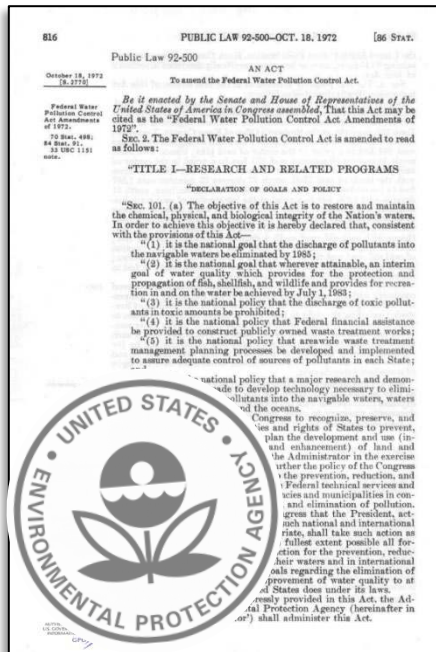 816
PUBLIC LAW 92-500-OCT. 18, 1972
[86 STAT.
Public Law 92-500
AN ACT
October 18, 1972
[S. 2770]
To amend the Federal Water Pollution Control Act.
Federal Water
Pollution Control
Act Amendments
of 1972.
70 Stat. 498;
84 Stat. 91.
33 USC 1151
note.
Be it enacted by the Senate and House of Representatives of the
United States of America in Congress assembled, That this Act may be
cited as the "Federal Water Pollution Control Act Amendments of
1972".
SEC. 2. The Federal Water Pollution Control Act is amended to read
as follows:
"TITLE I—RESEARCH AND RELATED PROGRAMS
"DECLARATION OF GOALS AND POLICY
"SEC. 101. (a) The objective of this Act is to restore and maintain
the chemical, physical, and biological integrity of the Nation's waters.
In order to achieve this objective it is hereby declared that, consistent
with the provisions of this Act—
"(1) it is the national goal that the discharge of pollutants into
the navigable waters be eliminated by 1985;
"(2) it is the national goal that wherever attainable, an interim
goal of water quality which provides for the protection and
propagation of fish, shellfish, and wildlife and provides for recrea-
tion in and on the water be achieved by July 1, 1983;
"(3) it is the national policy that the discharge of toxic pollut-
ants in toxic amounts be prohibited;
"(4) it is the national policy that Federal financial assistance
be provided to construct publicly owned waste treatment works;
"(5) it is the national policy that areawide waste treatment
management planning processes be developed and implemented
to assure adequate control of sources of pollutants in each State;
national policy that a major research and demon-
ade to develop technology necessary to elimi-
ollutants into the navigable waters, waters
nd the oceans.
Congress to recognize, preserve, and
ties and rights of States to prevent,
plan the development and use (in-
and enhancement) of land and
the Administrator in the exercise
urther the policy of the Congress
the prevention, reduction, and
Federal technical services and
ncies and municipalities in con-
and elimination of pollution.
ngress that the President, act-
uch national and international
riate, shall take such action as
fullest extent possible all for-
ction for the prevention, reduc-
heir waters and in international
oals regarding the elimination of
provement of water quality to at
ed States does under its laws.
ressly provided in this Act, the Ad-
tal Protection Agency (hereinafter in
or') shall administer this Act.
UNITED STATES
ENVIRONMENTAL PROTECTION AGENCY